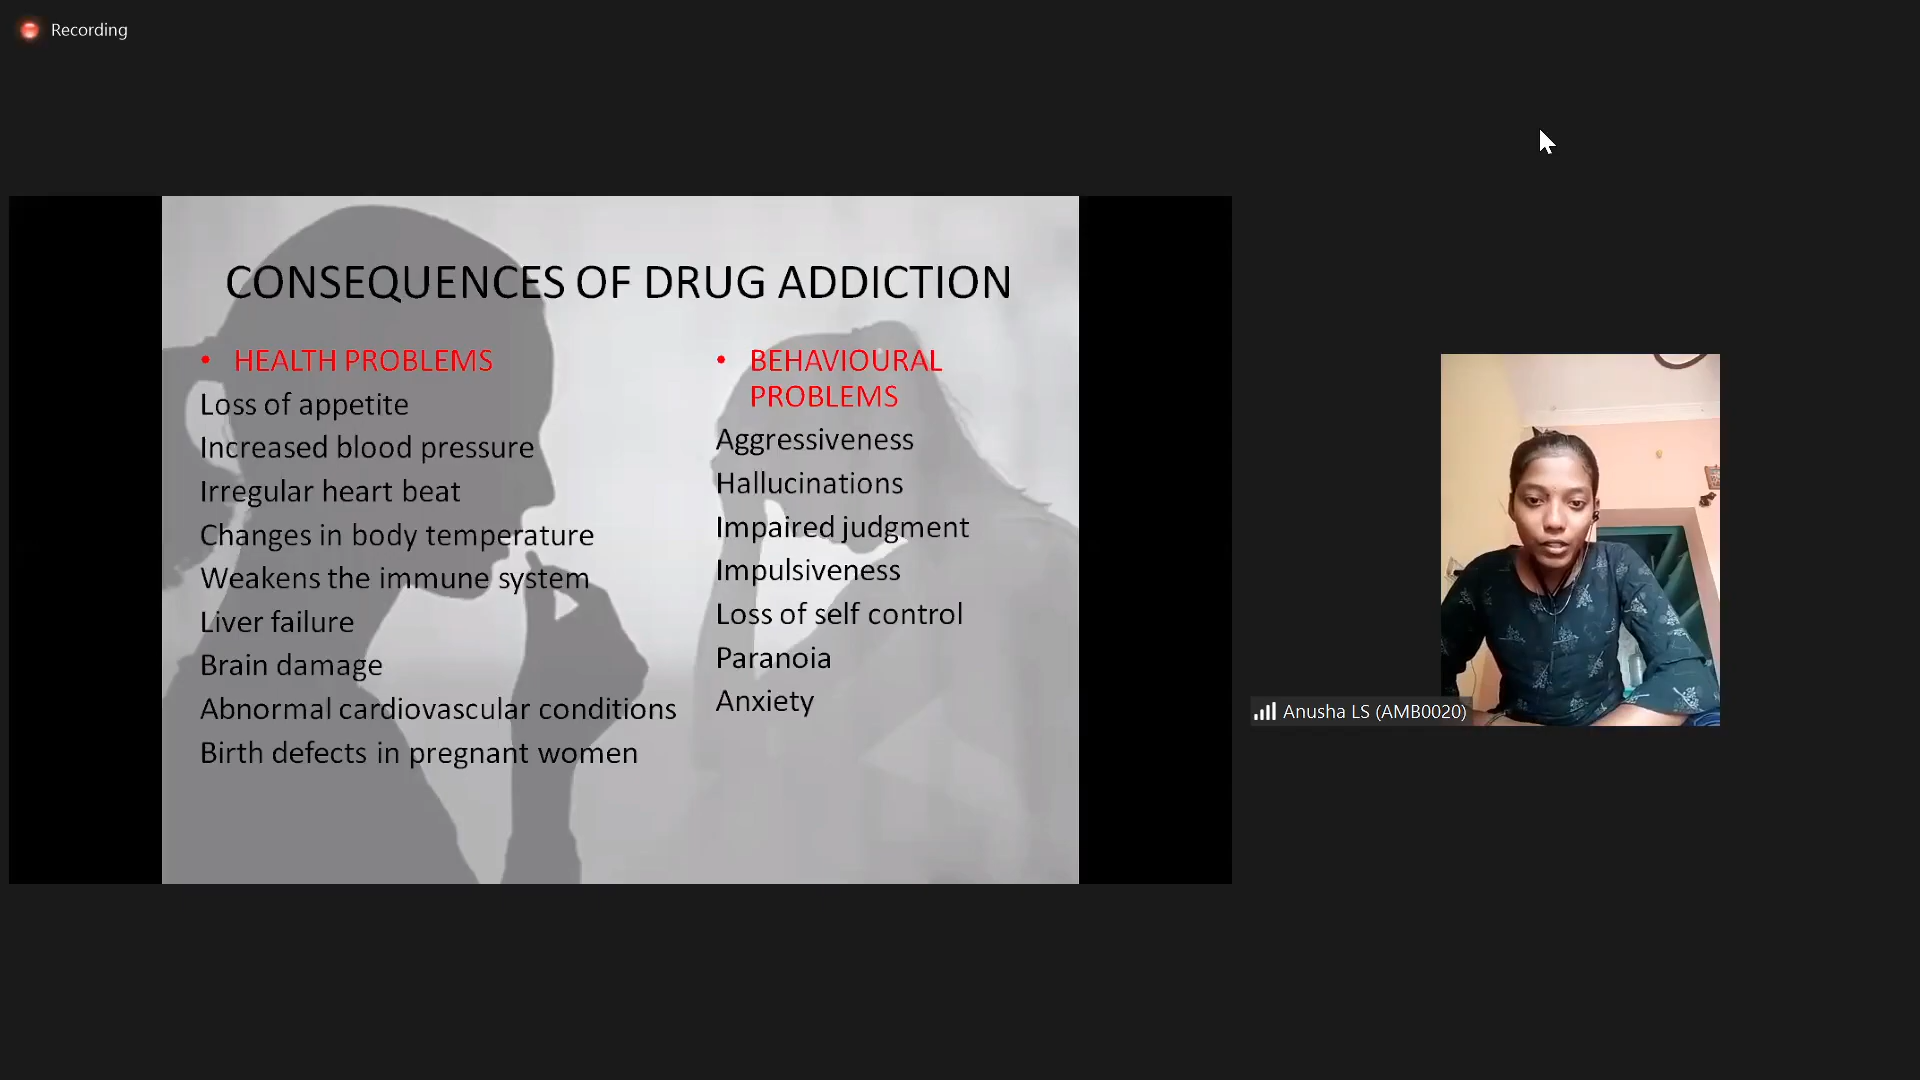 Recording
CONSEQUENCES OF DRUG ADDICTION
• HEALTH PROBLEMS
Loss of appetite
Increased blood pressure
Irregular heart beat
Changes in body temperature
Weakens the immune system
Liver failure
Brain damage
Abnormal cardiovascular conditions
Birth defects in pregnant women
• BEHAVIOURAL
PROBLEMS
Aggressiveness
Hallucinations
Impaired judgment
Impulsiveness
Loss of self control
Paranoia
Anxiety
Anusha LS (AMB0020)